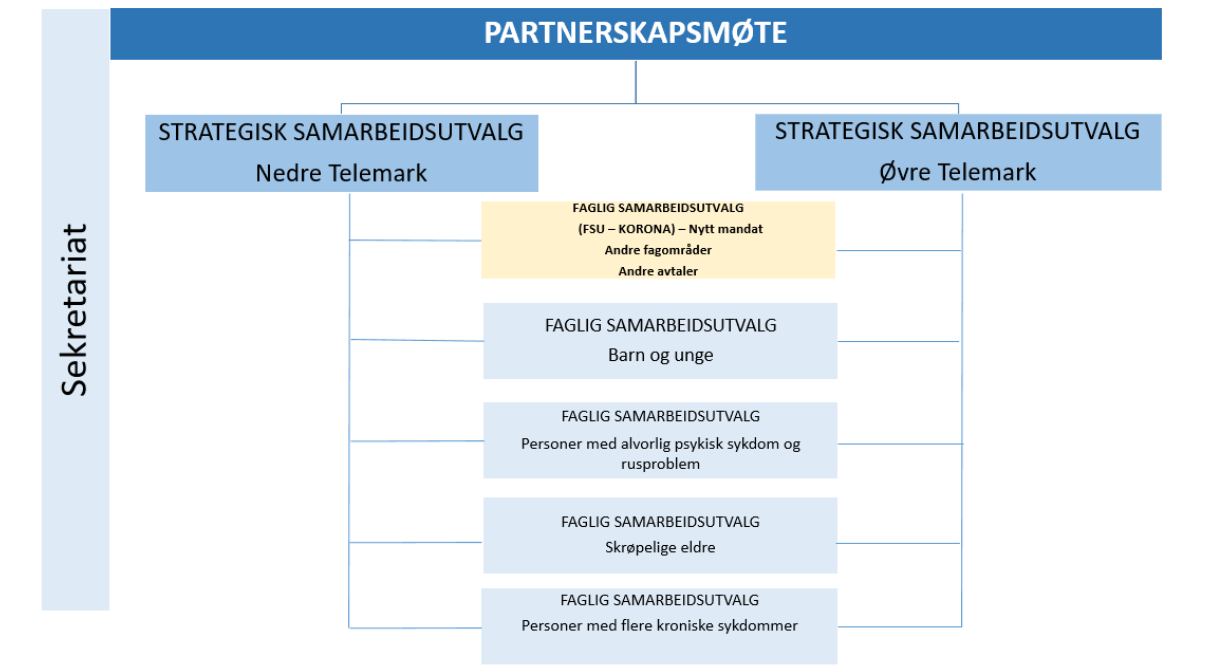 PARTNERSKAPSMØTE
Sekretariat
STRATEGISK SAMARBEIDSUTVALG
Nedre Telemark
STRATEGISK SAMARBEIDSUTVALG
Øvre Telemark
FAGLIG SAMARBEIDSUTVALG
(FSU – KORONA) – Nytt mandat
Andre fagområder
Andre avtaler
FAGLIG SAMARBEIDSUTVALG
Barn og unge
FAGLIG SAMARBEIDSUTVALG
Personer med alvorlig psykisk sykdom og
rusproblem
FAGLIG SAMARBEIDSUTVALG
Skrøpelige eldre
FAGLIG SAMARBEIDSUTVALG
Personer med flere kroniske sykdommer